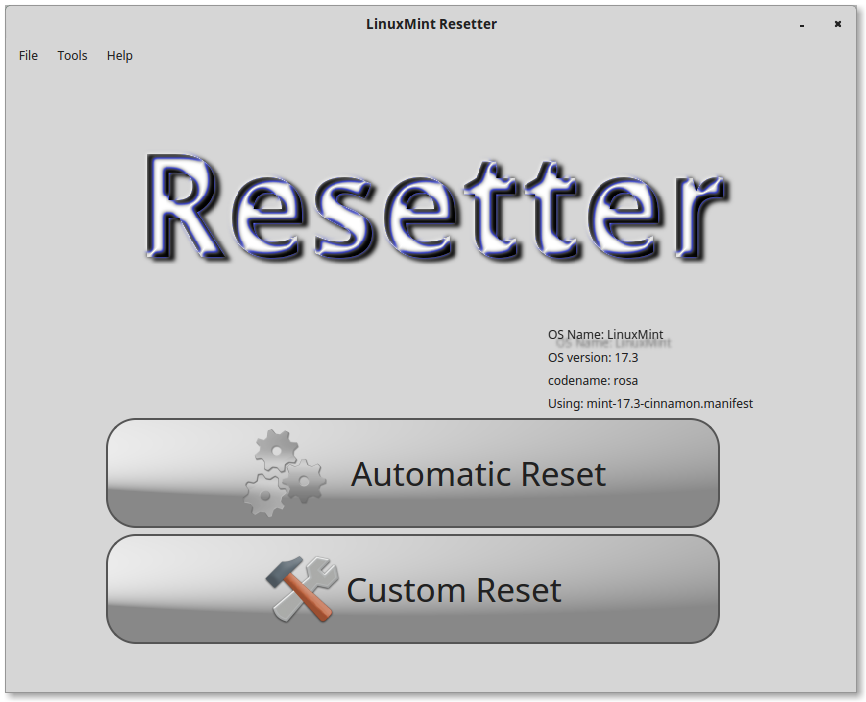 LinuxMint Resetter
File Tools Help
Resetter
OS Name: LinuxMint
OS version: 17.3
codename: rosa
Using: mint-17.3-cinnamon.manifest
Automatic Reset
Custom Reset